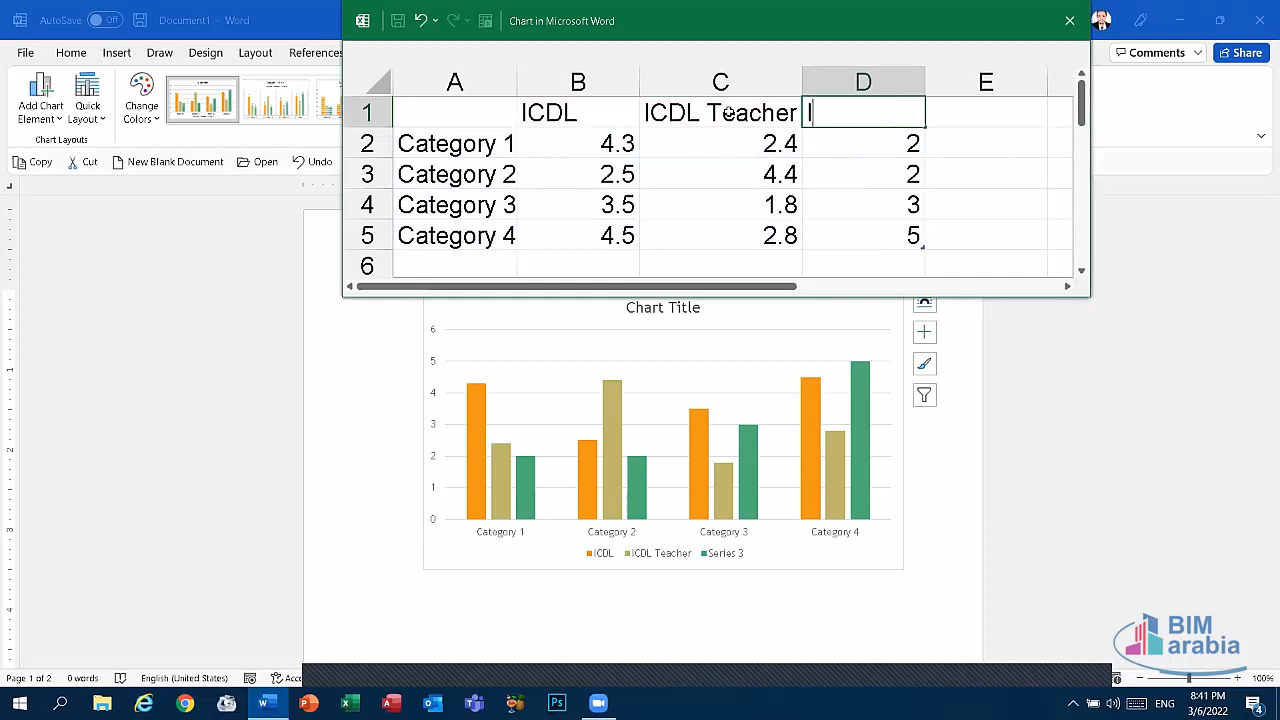 AutoSave Off Document1 - Word
Chart in Microsoft Word
File Home Insert Draw Design Layout References
Comments Share
Add Chart Element Quick Layout Change Colors
Chart Layouts
Copy Cut New Blank Document Open Undo
A B C D E
1 ICDL ICDL Teacher I
2 Category 1 4.3 2.4 2
3 Category 2 2.5 4.4 2
4 Category 3 3.5 1.8 3
5 Category 4 4.5 2.8 5
6
Chart Title
6
5
4
3
2
1
0
Category 1 Category 2 Category 3 Category 4
ICDL ICDL Teacher Series 3
BIM
arabia
Page 1 of 2 0 words English (United States) 100%
ENG 8:41 PM
3/6/2022